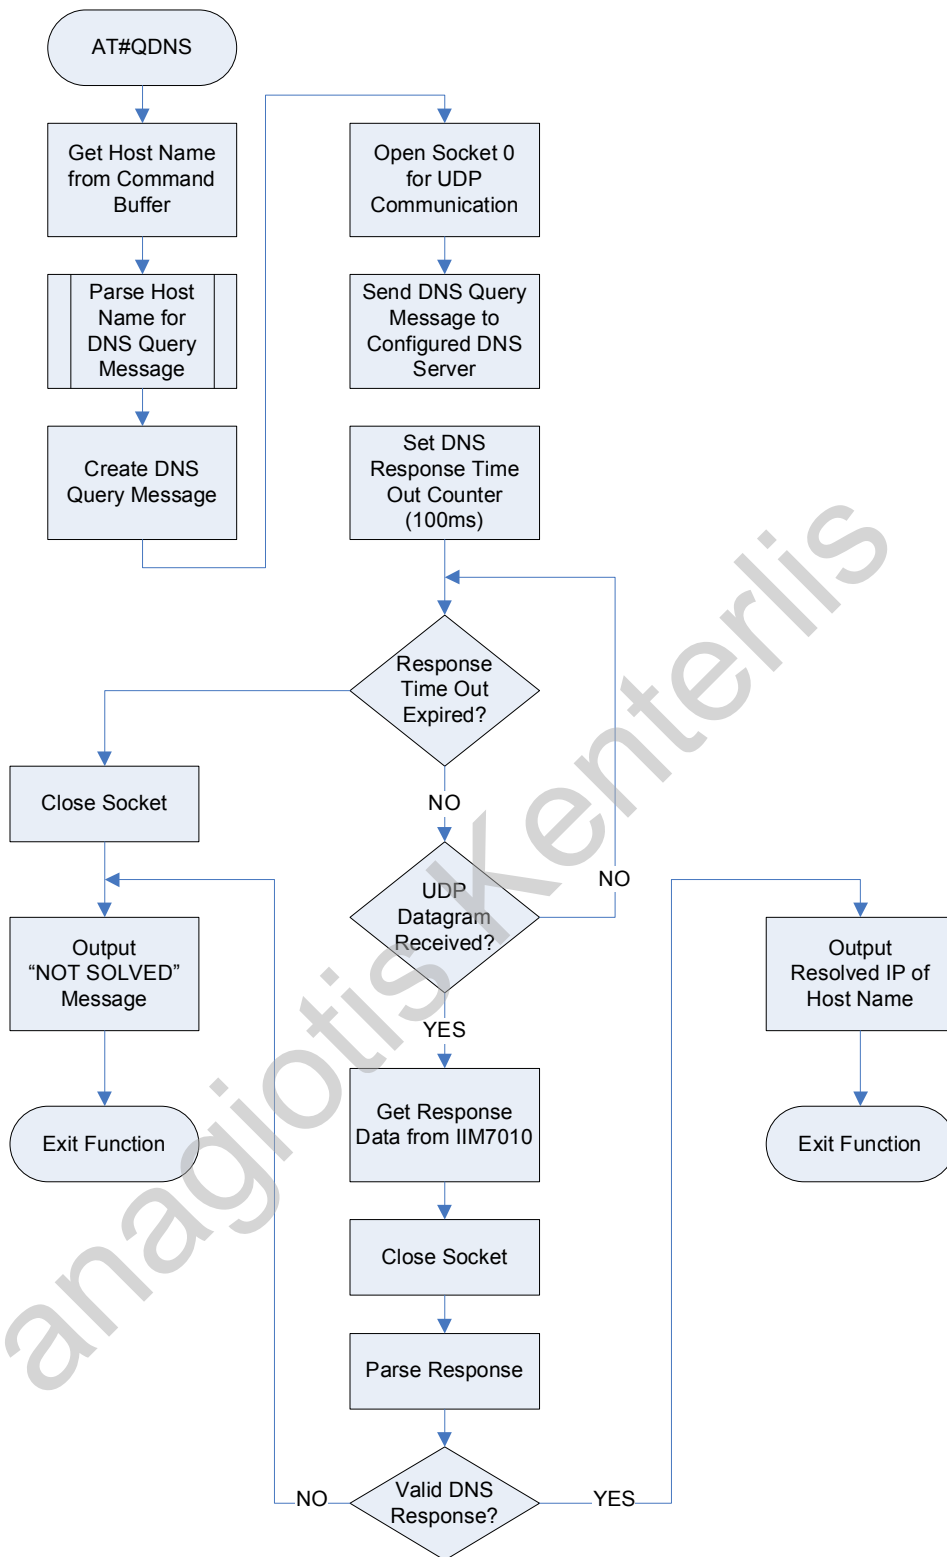 AT#QDNS
Get Host Name
from Command
Buffer
Parse Host
Name for
DNS Query
Message
Create DNS
Query Message
Open Socket 0
for UDP
Communication
Send DNS Query
Message to
Configured DNS
Server
Set DNS
Response Time
Out Counter
(100ms)
Response
Time Out
Expired?
Close Socket
NO
UDP
Datagram
Received?
NO
Output
“NOT SOLVED”
Message
Output
Resolved IP of
Host Name
YES
Get Response
Data from IIM7010
Exit Function
Exit Function
Close Socket
Parse Response
Valid DNS
Response?
NO
YES
anagiotis Kenterlis